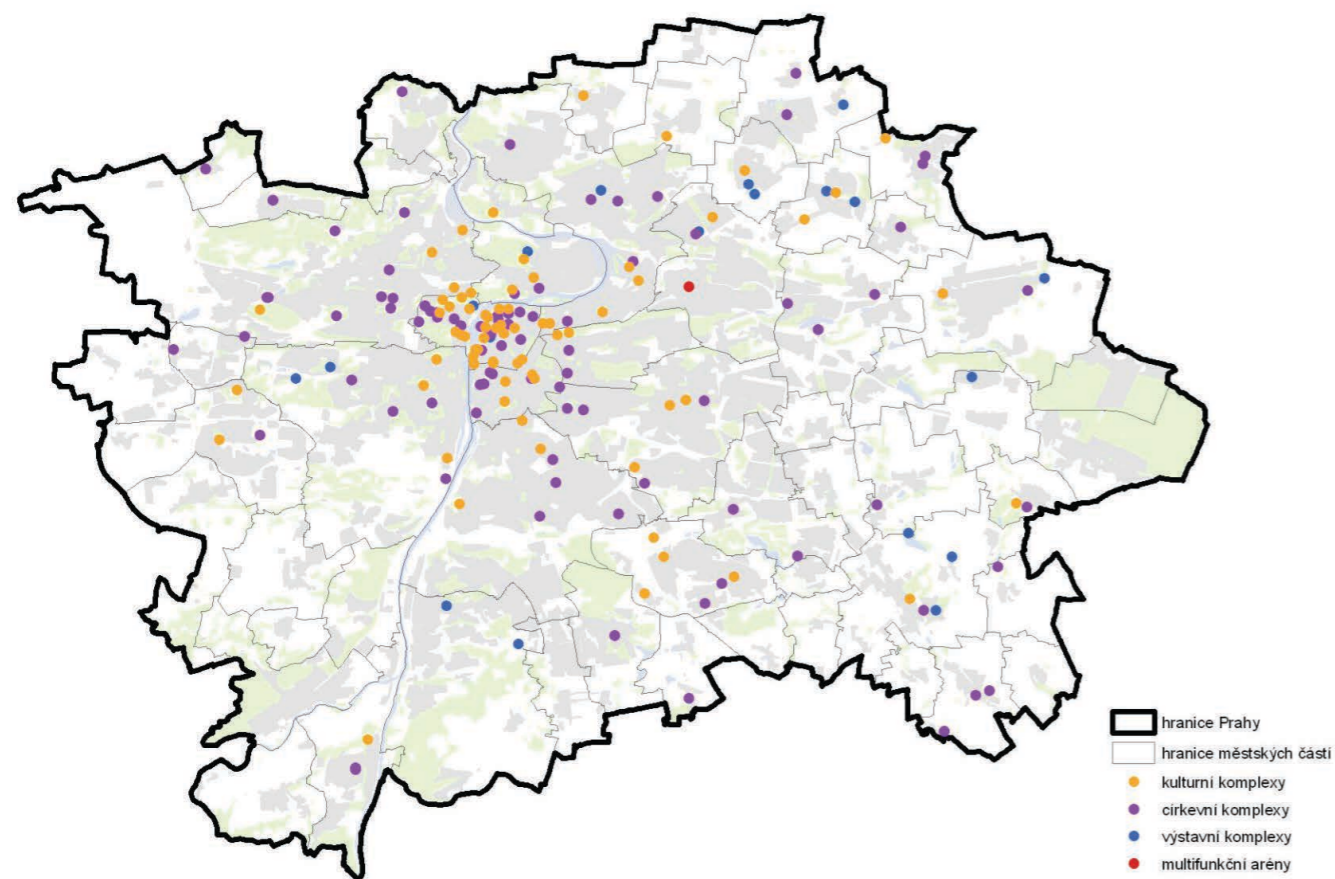 hranice Prahy
hranice městských částí
kulturní komplexy
církevní komplexy
výstavní komplexy
multifunkční arény